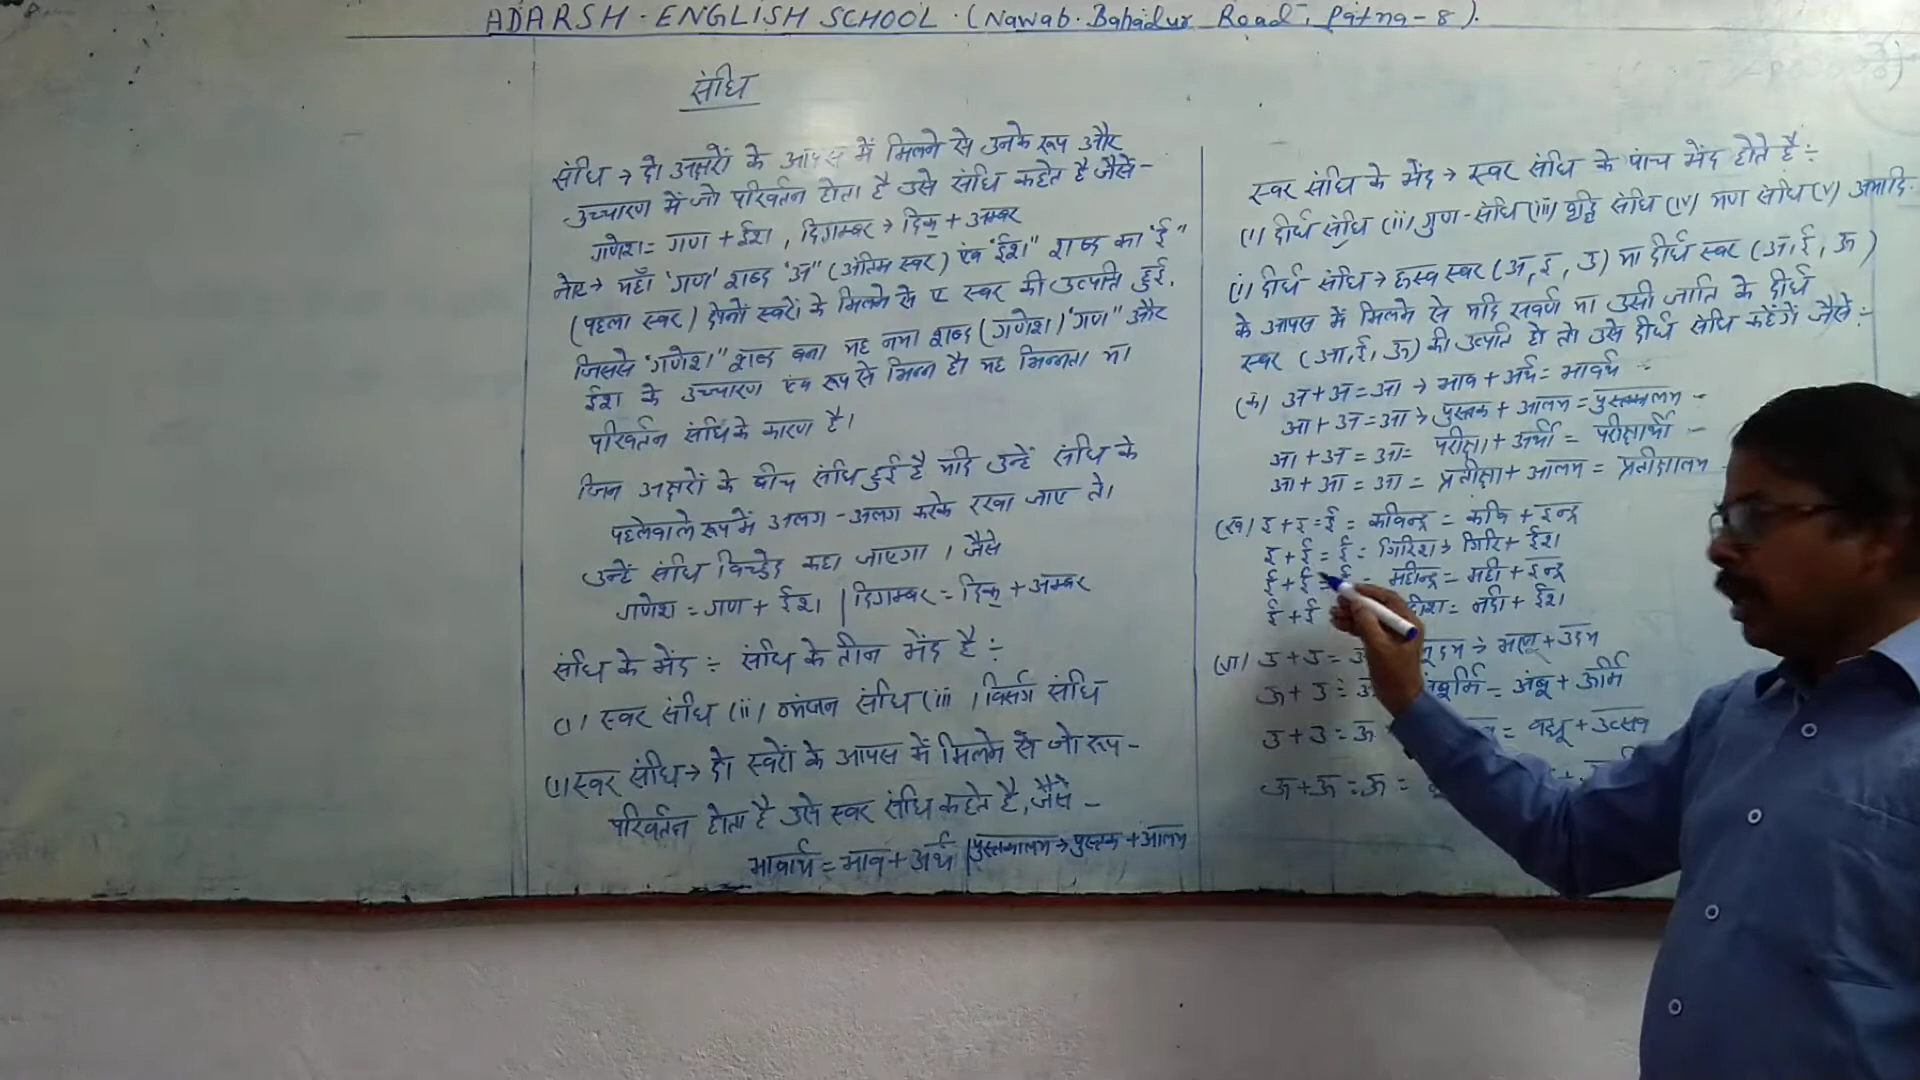 ADARSH - ENGLISH SCHOOL . (Nawab. Bahadur Road, Patna - 8).
संधि
संधि → दो अक्षरों के आपस में मिलने से उनके रूप और
उच्चारण में जो परिवर्तन होता है उसे संधि कहते है जैसे -
गणेश = गण + ईश, दिगम्बर → दिक् + अम्बर
नोट → यहाँ 'गण' शब्द "अ" (अंतिम स्वर) एंव "ईश" शब्द का "ई"
(पहला स्वर) दोनों स्वरों के मिलने से ए स्वर की उत्पति हुई.
जिससे "गणेश" शब्द बना यह नया शब्द (गणेश) "गण" और
ईश के उच्चारण एंव रूप से भिन्न है। यह भिन्नता या
परिवर्तन संधि के कारण है।
जिन अक्षरों के बीच संधि हुई है यदि उन्हें संधि के
पहलेवाले रूप में अलग - अलग करके रखा जाए तो
उन्हें संधि विच्छेद कहा जाएगा । जैसे
गणेश = गण + ईश | दिगम्बर = दिक् + अम्बर
संधि के भेंद ÷ संधि के तीन भेंद है ÷
(i) स्वर संधि (ii) व्यंजन संधि (iii) विर्सग संधि
(i) स्वर संधि → दो स्वरों के आपस में मिलने से जो रूप -
परिवर्तन होता है उसे स्वर संधि कहते है, जैसे -
भावार्थ = भाव + अर्थ | पुस्तकालय → पुस्तक + आलय
स्वर संधि के भेंद → स्वर संधि के पांच भेंद होते है ÷
(i) दीर्घ संधि (ii) गुण - संधि (iii) संधि (iv) यण संधि (v) अयादि.
(i) दीर्घ संधि → ह्रस्व स्वर (अ, इ, उ) या दीर्घ स्वर (आ, ई, ऊ)
के आपस में मिलने से यदि सवर्ण या उसी जाति के दीर्घ
स्वर (आ, ई, ऊ) की उत्पति हो तो उसे दीर्घ संधि कहेंगें जैसे ÷
(क) अ + अ = आ → भाव + अर्थ = भावर्थ
आ + अ = आ → पुस्तक + आलय = पुस्तकालय -
आ + अ = आ = परीक्षा + अर्थी = परीक्षार्थी -
आ + आ = आ = प्रतीक्षा + आलय = प्रतीक्षालय
(ख) इ + इ = ई = कविन्द्र = कवि + इन्द्र
इ + ई = ई = गिरिश → गिरि + ईश
ई + ई = ई = महीन्द्र = मही + इन्द्र
ई + ई = नदी + ईश
(ग) उ + उ = → भानू + उदय
ऊ + उ = = अंबू + ऊर्मि
उ + उ = ऊ = वधू + उत्सव
ऊ + ऊ = ऊ =